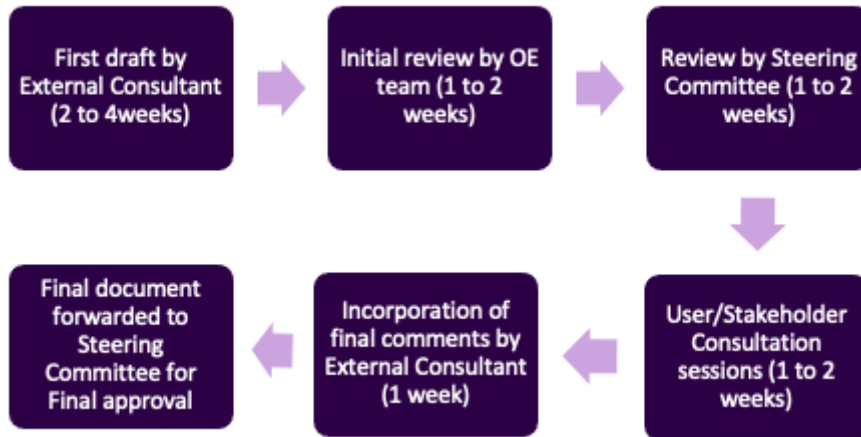 First draft by
External Consultant
(2 to 4weeks)
Initial review by OE
team (1 to 2
weeks)
Review by Steering
Committee (1 to 2
weeks)
User/Stakeholder
Consultation
sessions (1 to 2
weeks)
Incorporation of
final comments by
External Consultant
(1 week)
Final document
forwarded to
Steering
Committee for
Final approval